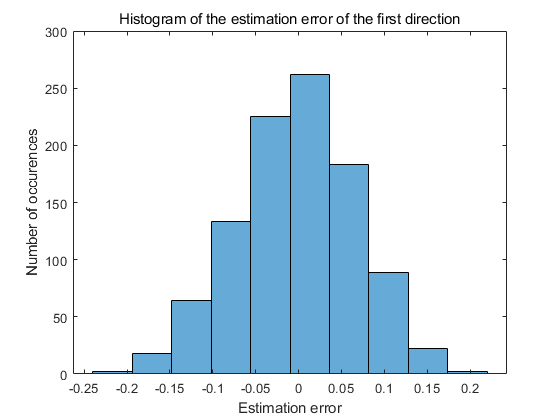 Histogram of the estimation error of the first direction
300
250
200
150
100
50
0
Number of occurences
-0.25 -0.2 -0.15 -0.1 -0.05 0 0.05 0.1 0.15 0.2
Estimation error